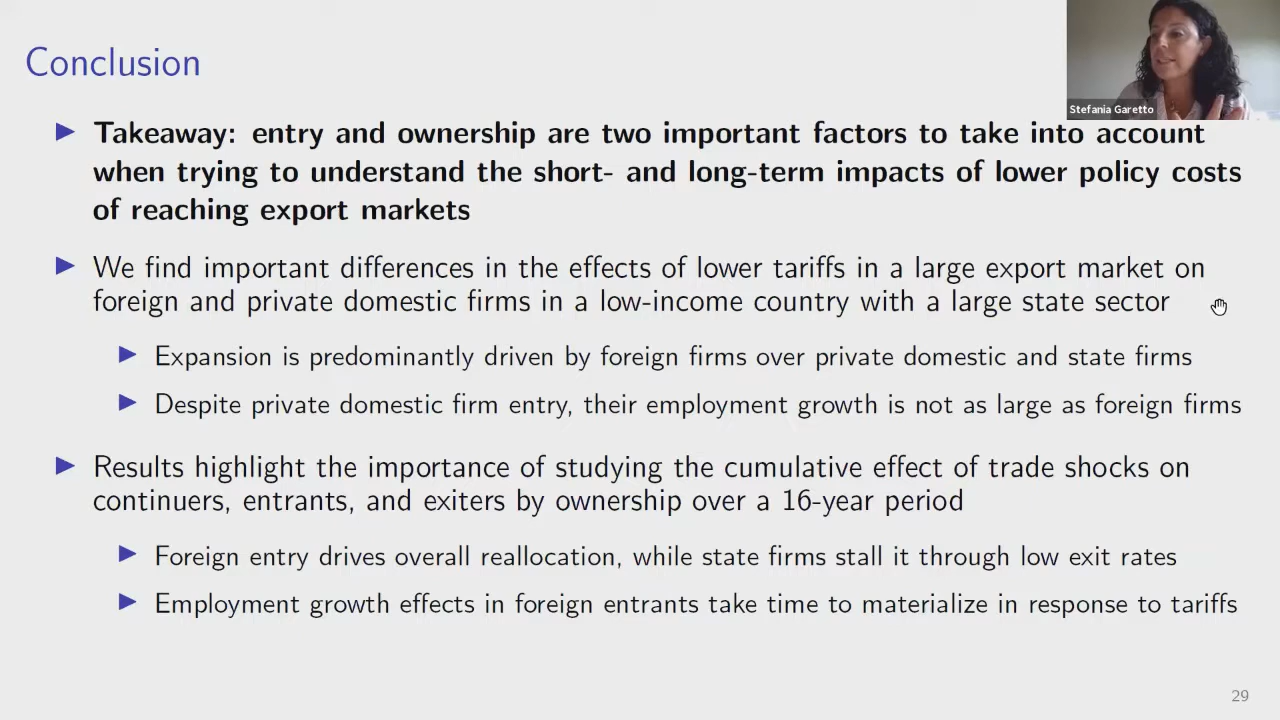 Conclusion
Stefania Garetto
Takeaway: entry and ownership are two important factors to take into account
when trying to understand the short- and long-term impacts of lower policy costs
of reaching export markets
We find important differences in the effects of lower tariffs in a large export market on
foreign and private domestic firms in a low-income country with a large state sector
Expansion is predominantly driven by foreign firms over private domestic and state firms
Despite private domestic firm entry, their employment growth is not as large as foreign firms
Results highlight the importance of studying the cumulative effect of trade shocks on
continuers, entrants, and exiters by ownership over a 16-year period
Foreign entry drives overall reallocation, while state firms stall it through low exit rates
Employment growth effects in foreign entrants take time to materialize in response to tariffs
29